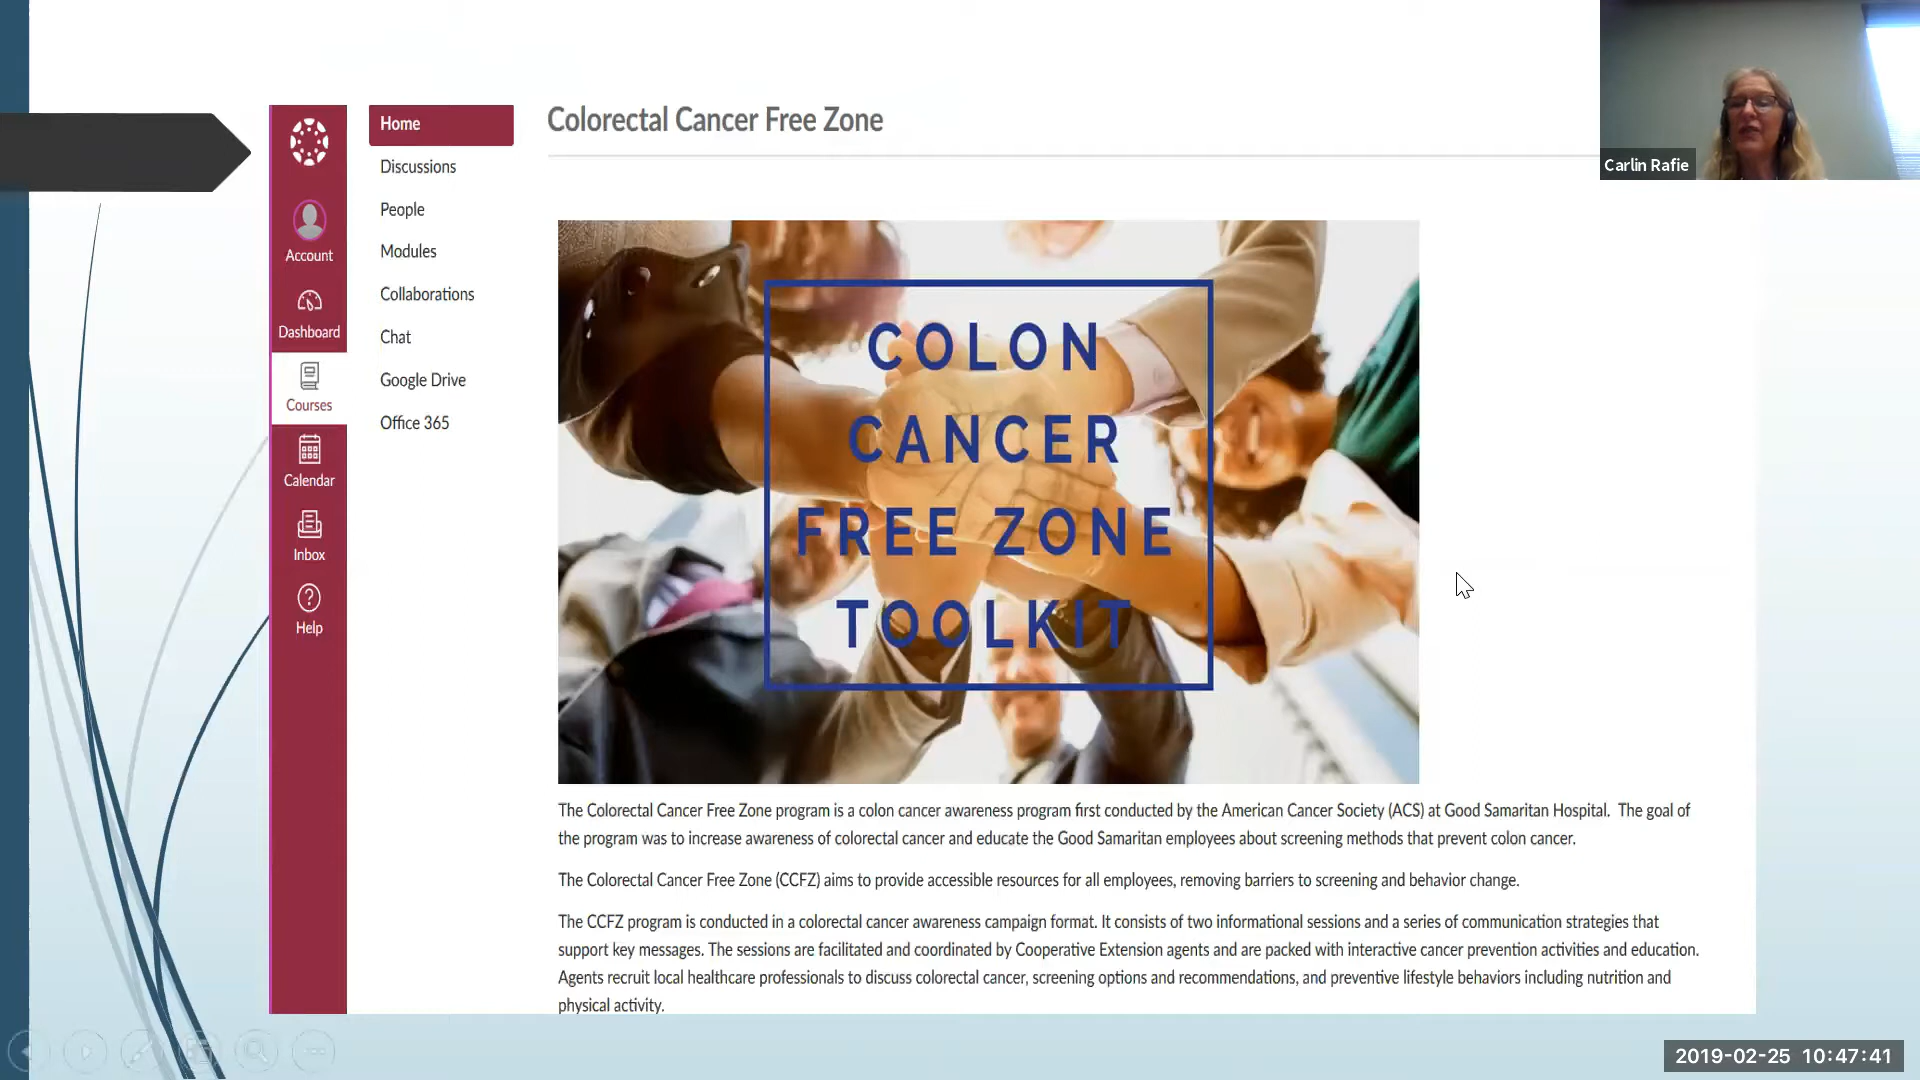 Colorectal Cancer Free Zone
Carlin Rafie
Home
Discussions
People
Modules
Collaborations
Chat
Google Drive
Office 365
Account
Dashboard
Courses
Calendar
Inbox
Help
COLON
CANCER
FREE ZONE
TOOLKIT
The Colorectal Cancer Free Zone program is a colon cancer awareness program first conducted by the American Cancer Society (ACS) at Good Samaritan Hospital.  The goal of
the program was to increase awareness of colorectal cancer and educate the Good Samaritan employees about screening methods that prevent colon cancer.
The Colorectal Cancer Free Zone (CCFZ) aims to provide accessible resources for all employees, removing barriers to screening and behavior change.
The CCFZ program is conducted in a colorectal cancer awareness campaign format. It consists of two informational sessions and a series of communication strategies that
support key messages. The sessions are facilitated and coordinated by Cooperative Extension agents and are packed with interactive cancer prevention activities and education.
Agents recruit local healthcare professionals to discuss colorectal cancer, screening options and recommendations, and preventive lifestyle behaviors including nutrition and
physical activity.
2019-02-25 10:47:41